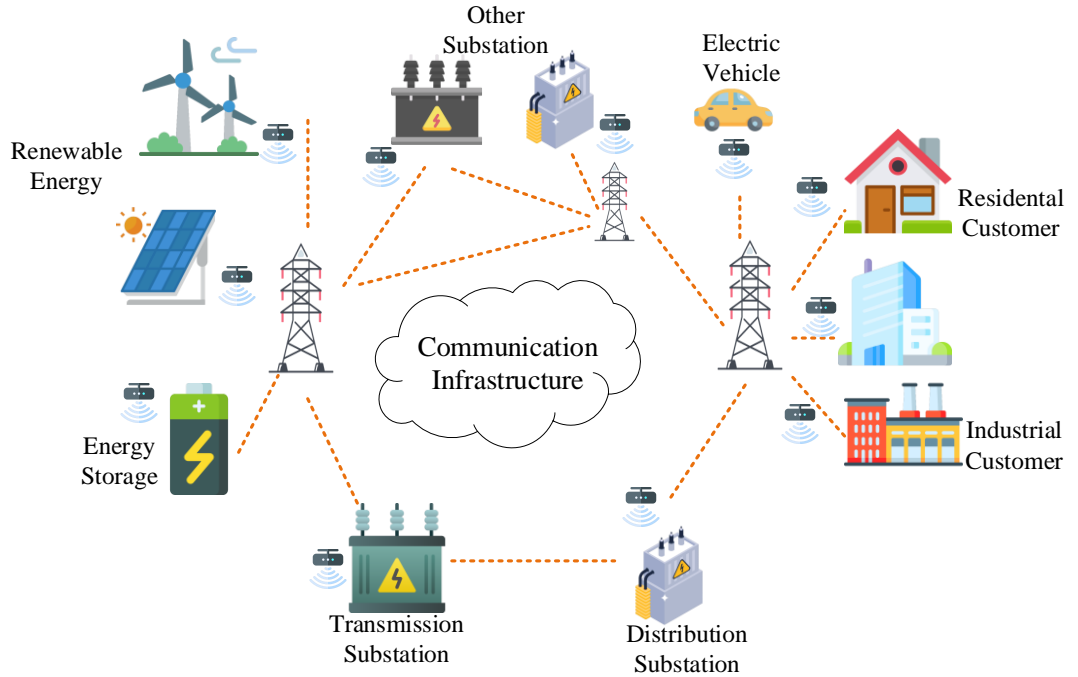 Other
Substation
Electric
Vehicle
Renewable
Energy
Residental
Customer
Communication
Infrastructure
Energy
Storage
Industrial
Customer
Transmission
Substation
Distribution
Substation